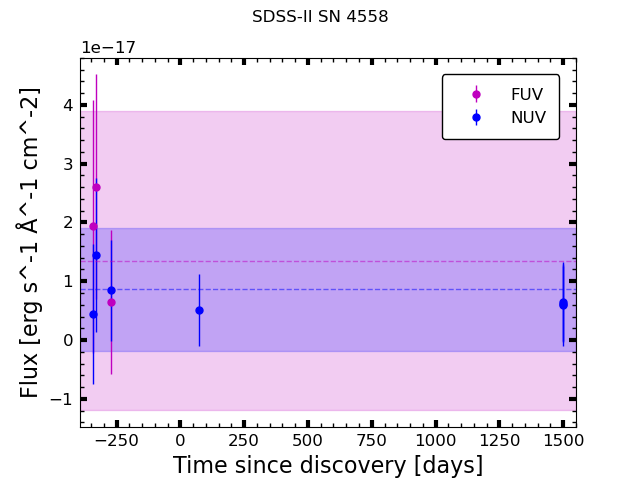 SDSS-II SN 4558
1e−17
FUV
NUV
4
3
2
1
0
−1
Flux [erg s^-1 Å^-1 cm^-2]
−250 0 250 500 750 1000 1250 1500
Time since discovery [days]